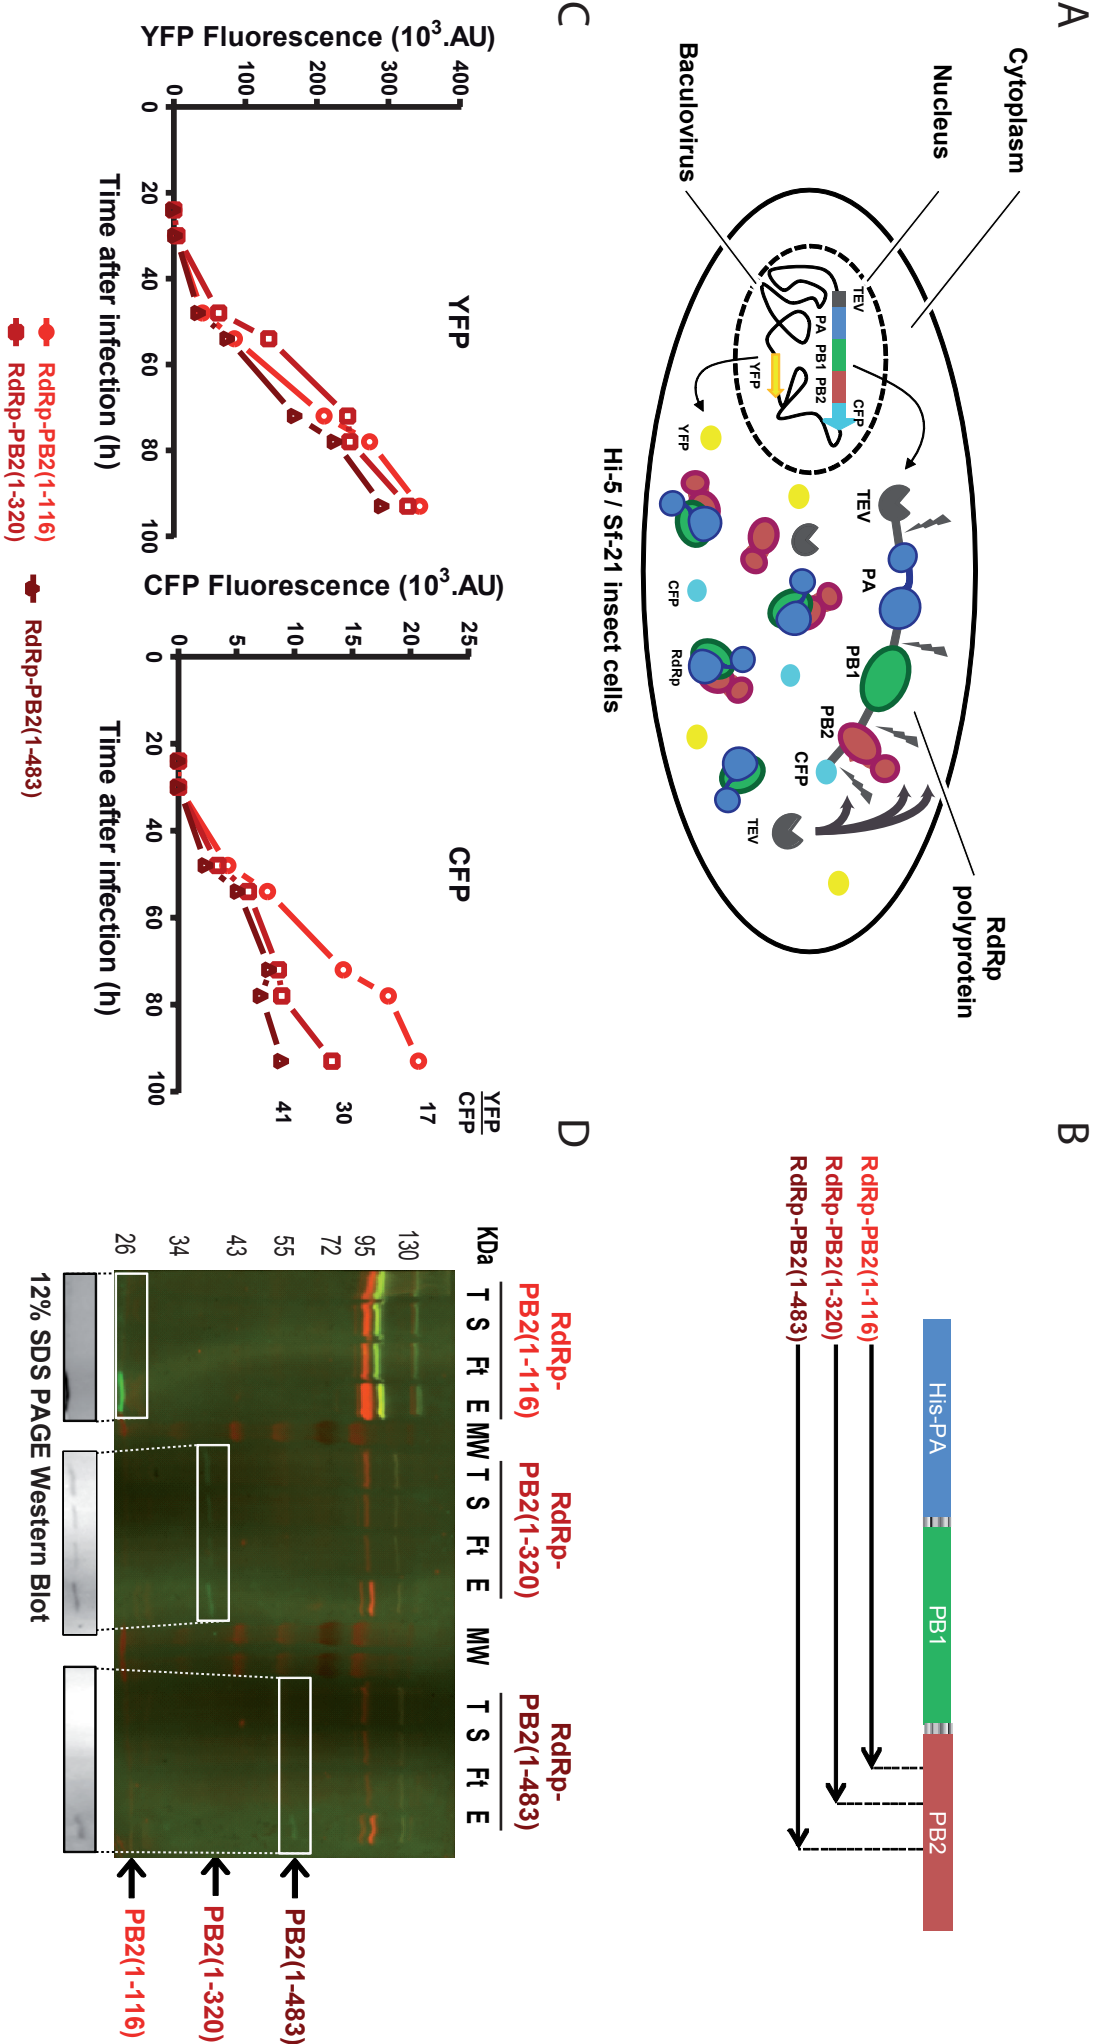 A
Cytoplasm
Nucleus
Baculovirus
TEV
PA
PB1
PB2
CFP
YFP
YFP
TEV
PA
PB1
PB2
CFP
CFP
RdRp
TEV
RdRp
polyprotein
Hi-5 / Sf-21 insect cells
B
His-PA
PB1
PB2
RdRp-PB2(1-116)
RdRp-PB2(1-320)
RdRp-PB2(1-483)
C
YFP
YFP Fluorescence (10³.AU)
400
300
200
100
0
0
20
40
60
80
100
Time after infection (h)
CFP
CFP Fluorescence (10³.AU)
25
20
15
10
5
0
0
20
40
60
80
100
Time after infection (h)
YFP
CFP
17
30
41
RdRp-PB2(1-116)
RdRp-PB2(1-320)
RdRp-PB2(1-483)
D
RdRp-
PB2(1-116)
RdRp-
PB2(1-320)
RdRp-
PB2(1-483)
KDa
T S Ft E MW T S Ft E MW T S Ft E
130
95
72
55
43
34
26
PB2(1-483)
PB2(1-320)
PB2(1-116)
12% SDS PAGE Western Blot